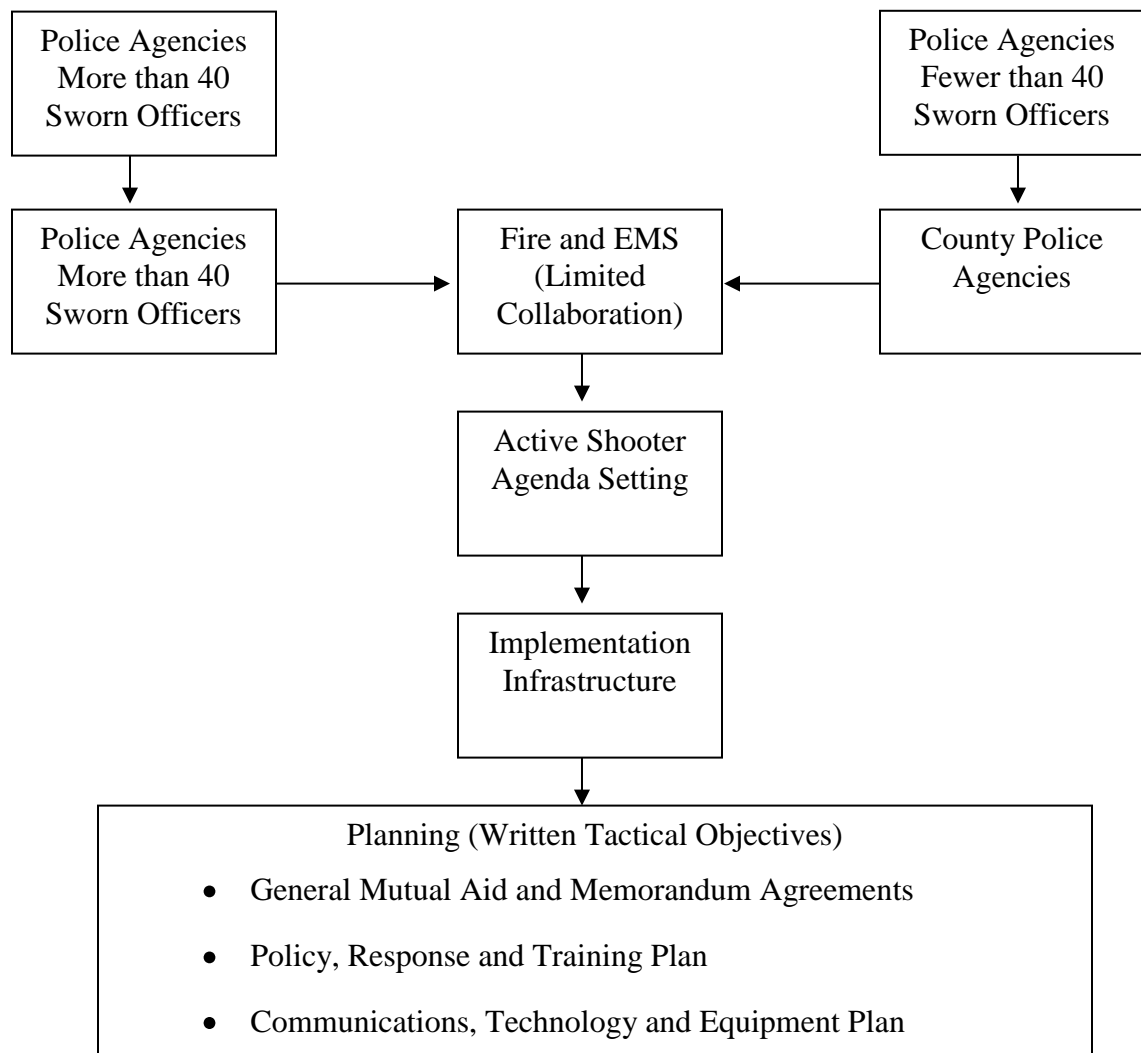 Police Agencies
More than 40
Sworn Officers
Police Agencies
Fewer than 40
Sworn Officers
Police Agencies
More than 40
Sworn Officers
Fire and EMS
(Limited
Collaboration)
County Police
Agencies
Active Shooter
Agenda Setting
Implementation
Infrastructure
Planning (Written Tactical Objectives)
• General Mutual Aid and Memorandum Agreements
• Policy, Response and Training Plan
• Communications, Technology and Equipment Plan